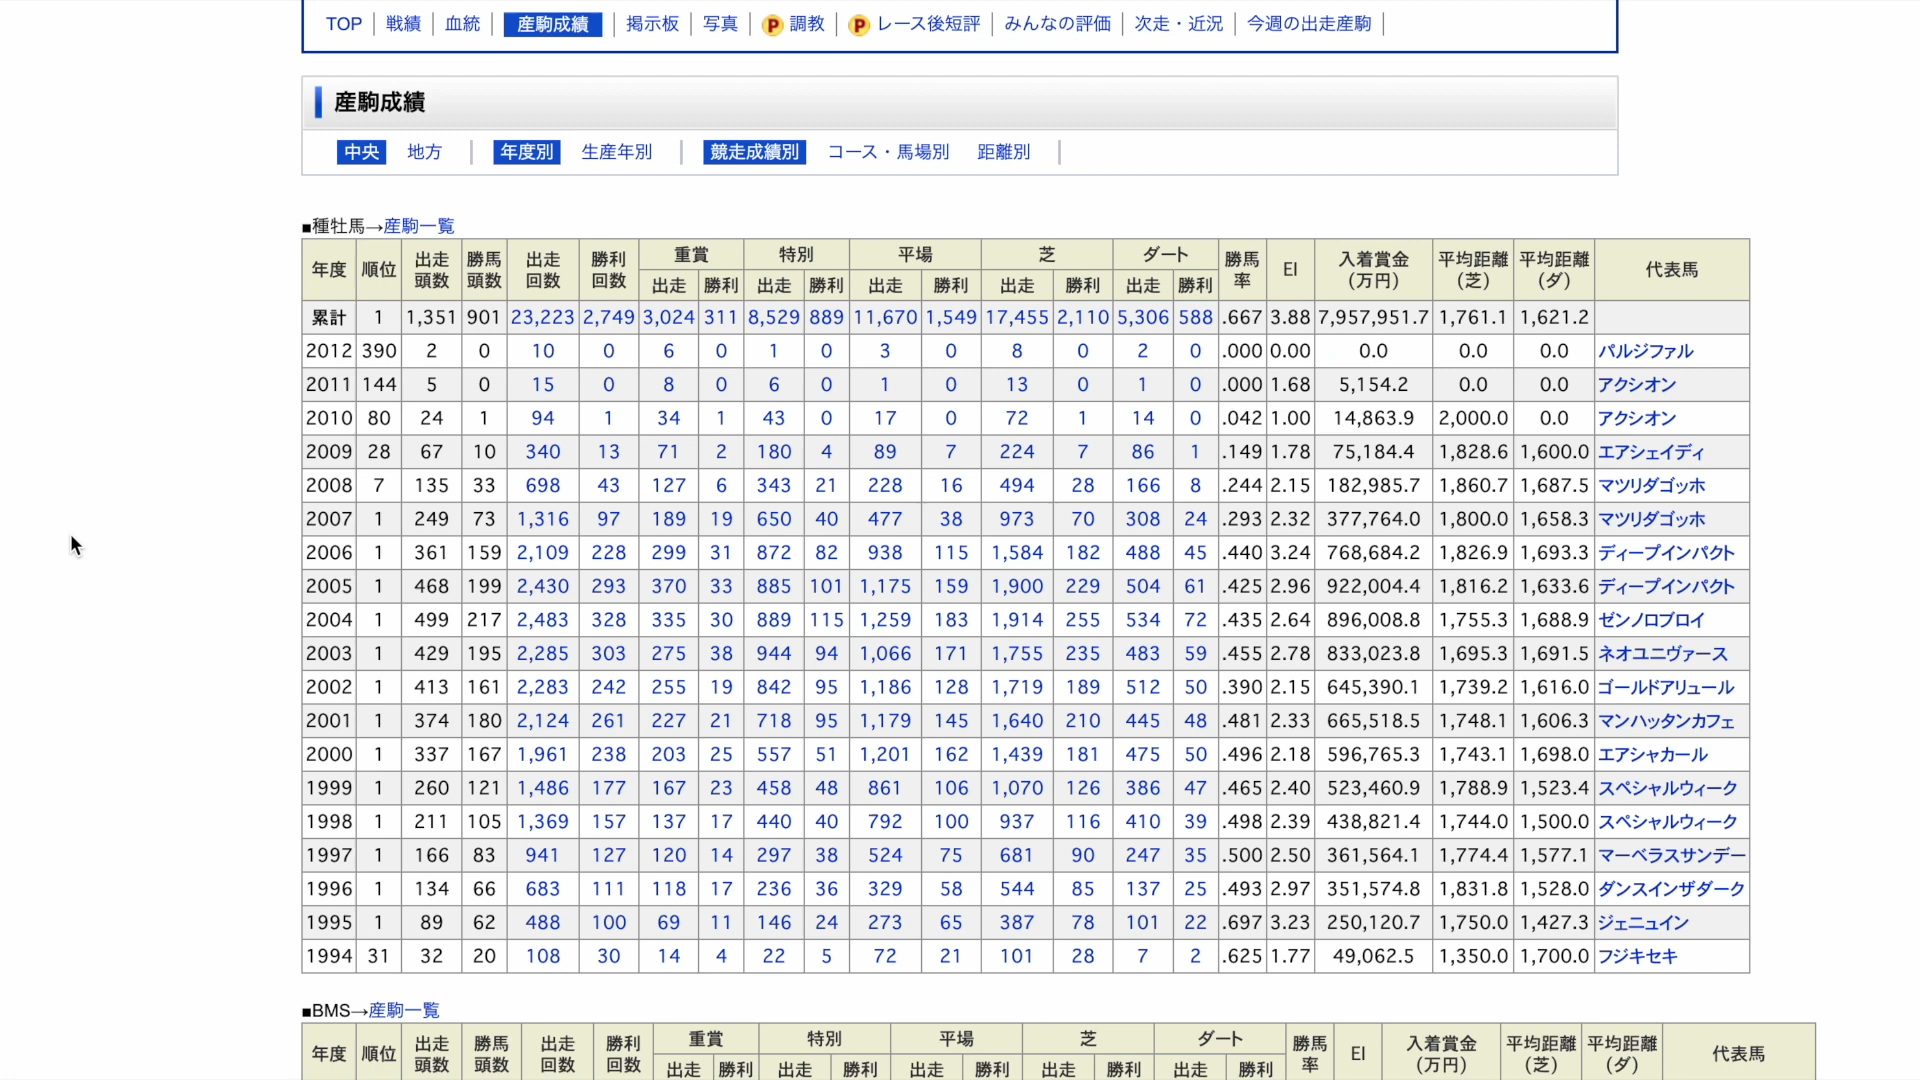 TOP 戦績 血統 産駒成績 掲示板 写真 P 調教 P レース後短評 みんなの評価 次走・近況 今週の出走産駒
産駒成績
中央 地方 年度別 生産年別 競走成績別 コース・馬場別 距離別
■種牡馬→産駒一覧
年度 順位 出走頭数 勝馬頭数 出走回数 勝利回数 重賞 特別 平場 芝 ダート 勝馬率 EI 入着賞金(万円) 平均距離(芝) 平均距離(ダ) 代表馬
出走 勝利 出走 勝利 出走 勝利 出走 勝利 出走 勝利
累計 1 1,351 901 23,223 2,749 3,024 311 8,529 889 11,670 1,549 17,455 2,110 5,306 588 .667 3.88 7,957,951.7 1,761.1 1,621.2
2012 390 2 0 10 0 6 0 1 0 3 0 8 0 2 0 .000 0.00 0.0 0.0 0.0 パルジファル
2011 144 5 0 15 0 8 0 6 0 1 0 13 0 1 0 .000 1.68 5,154.2 0.0 0.0 アクシオン
2010 80 24 1 94 1 34 1 43 0 17 0 72 1 14 0 .042 1.00 14,863.9 2,000.0 0.0 アクシオン
2009 28 67 10 340 13 71 2 180 4 89 7 224 7 86 1 .149 1.78 75,184.4 1,828.6 1,600.0 エアシェイディ
2008 7 135 33 698 43 127 6 343 21 228 16 494 28 166 8 .244 2.15 182,985.7 1,860.7 1,687.5 マツリダゴッホ
2007 1 249 73 1,316 97 189 19 650 40 477 38 973 70 308 24 .293 2.32 377,764.0 1,800.0 1,658.3 マツリダゴッホ
2006 1 361 159 2,109 228 299 31 872 82 938 115 1,584 182 488 45 .440 3.24 768,684.2 1,826.9 1,693.3 ディープインパクト
2005 1 468 199 2,430 293 370 33 885 101 1,175 159 1,900 229 504 61 .425 2.96 922,004.4 1,816.2 1,633.6 ディープインパクト
2004 1 499 217 2,483 328 335 30 889 115 1,259 183 1,914 255 534 72 .435 2.64 896,008.8 1,755.3 1,688.9 ゼンノロブロイ
2003 1 429 195 2,285 303 275 38 944 94 1,066 171 1,755 235 483 59 .455 2.78 833,023.8 1,695.3 1,691.5 ネオユニヴァース
2002 1 413 161 2,283 242 255 19 842 95 1,186 128 1,719 189 512 50 .390 2.15 645,390.1 1,739.2 1,616.0 ゴールドアリュール
2001 1 374 180 2,124 261 227 21 718 95 1,179 145 1,640 210 445 48 .481 2.33 665,518.5 1,748.1 1,606.3 マンハッタンカフェ
2000 1 337 167 1,961 238 203 25 557 51 1,201 162 1,439 181 475 50 .496 2.18 596,765.3 1,743.1 1,698.0 エアシャカール
1999 1 260 121 1,486 177 167 23 458 48 861 106 1,070 126 386 47 .465 2.40 523,460.9 1,788.9 1,523.4 スペシャルウィーク
1998 1 211 105 1,369 157 137 17 440 40 792 100 937 116 410 39 .498 2.39 438,821.4 1,744.0 1,500.0 スペシャルウィーク
1997 1 166 83 941 127 120 14 297 38 524 75 681 90 247 35 .500 2.50 361,564.1 1,774.4 1,577.1 マーベラスサンデー
1996 1 134 66 683 111 118 17 236 36 329 58 544 85 137 25 .493 2.97 351,574.8 1,831.8 1,528.0 ダンスインザダーク
1995 1 89 62 488 100 69 11 146 24 273 65 387 78 101 22 .697 3.23 250,120.7 1,750.0 1,427.3 ジェニュイン
1994 31 32 20 108 30 14 4 22 5 72 21 101 28 7 2 .625 1.77 49,062.5 1,350.0 1,700.0 フジキセキ
■BMS→産駒一覧
年度 順位 出走頭数 勝馬頭数 出走回数 勝利回数 重賞 特別 平場 芝 ダート 勝馬率 EI 入着賞金(万円) 平均距離(芝) 平均距離(ダ) 代表馬
出走 勝利 出走 勝利 出走 勝利 出走 勝利 出走 勝利